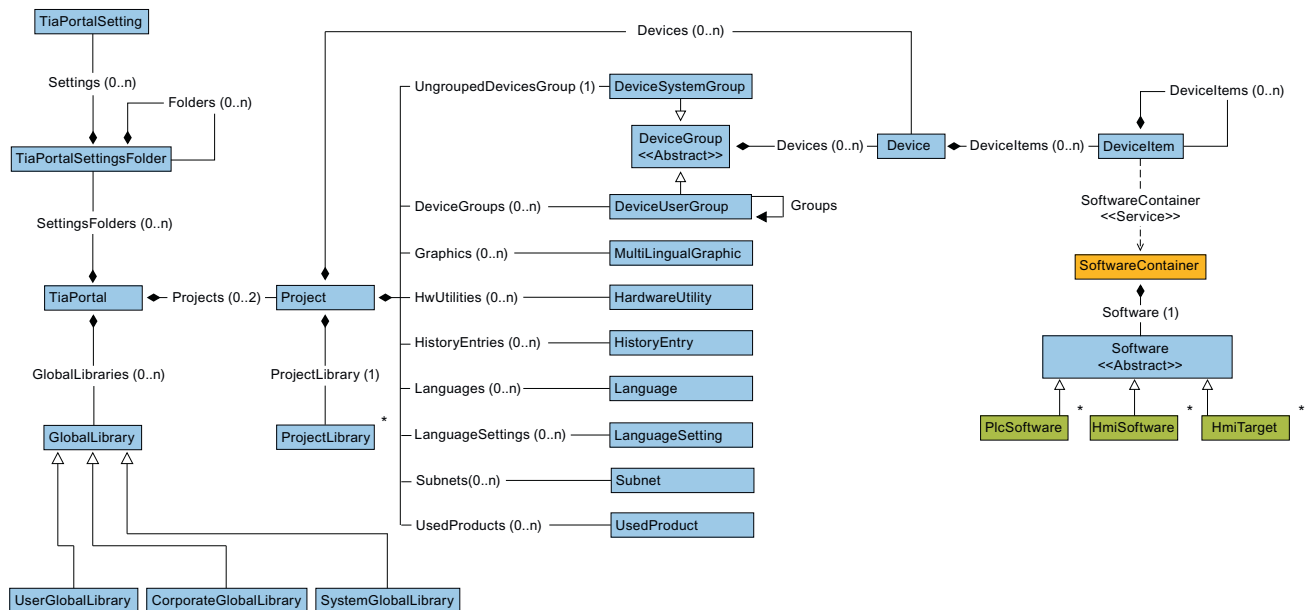 TiaPortalSetting
Devices (0..n)
Settings (0..n)
UngroupedDevicesGroup (1)
DeviceSystemGroup
DeviceItems (0..n)
Folders (0..n)
DeviceGroup
<<Abstract>>
Devices (0..n)
Device
DeviceItems (0..n)
DeviceItem
TiaPortalSettingsFolder
SoftwareContainer
<<Service>>
DeviceGroups (0..n)
DeviceUserGroup
Groups
SettingsFolders (0..n)
Graphics (0..n)
MultiLingualGraphic
SoftwareContainer
TiaPortal
Projects (0..2)
Project
HwUtilities (0..n)
HardwareUtility
Software (1)
HistoryEntries (0..n)
HistoryEntry
Software
<<Abstract>>
GlobalLibraries (0..n)
ProjectLibrary (1)
Languages (0..n)
Language
*
*
*
*
PlcSoftware
HmiSoftware
HmiTarget
GlobalLibrary
ProjectLibrary
LanguageSettings (0..n)
LanguageSetting
Subnets(0..n)
Subnet
UsedProducts (0..n)
UsedProduct
UserGlobalLibrary
CorporateGlobalLibrary
SystemGlobalLibrary